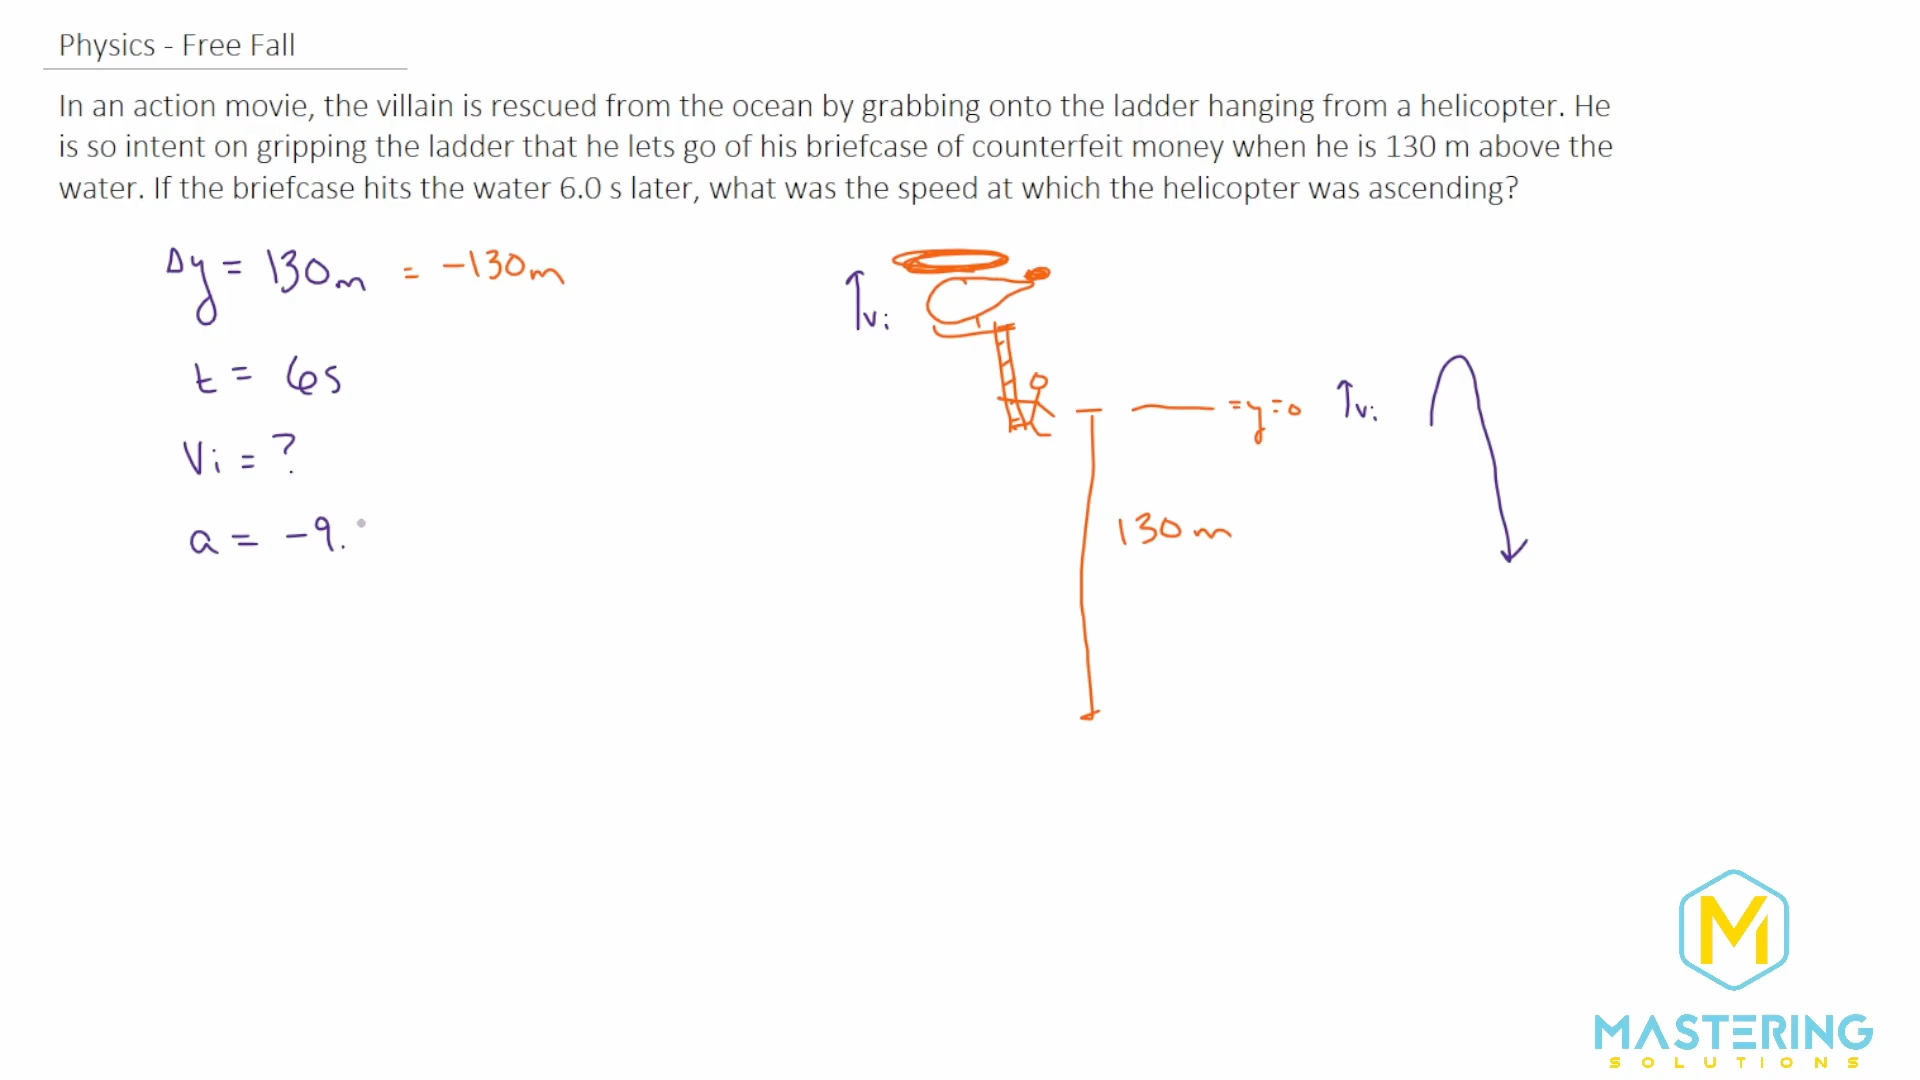 Physics - Free Fall
In an action movie, the villain is rescued from the ocean by grabbing onto the ladder hanging from a helicopter. He
is so intent on gripping the ladder that he lets go of his briefcase of counterfeit money when he is 130 m above the
water. If the briefcase hits the water 6.0 s later, what was the speed at which the helicopter was ascending?
Δy = 130m = -130m
t = 6s
Vi = ?
a = -9.
↑vi
= y = 0
↑vi
130m
M
MASTERING
SOLUTIONS